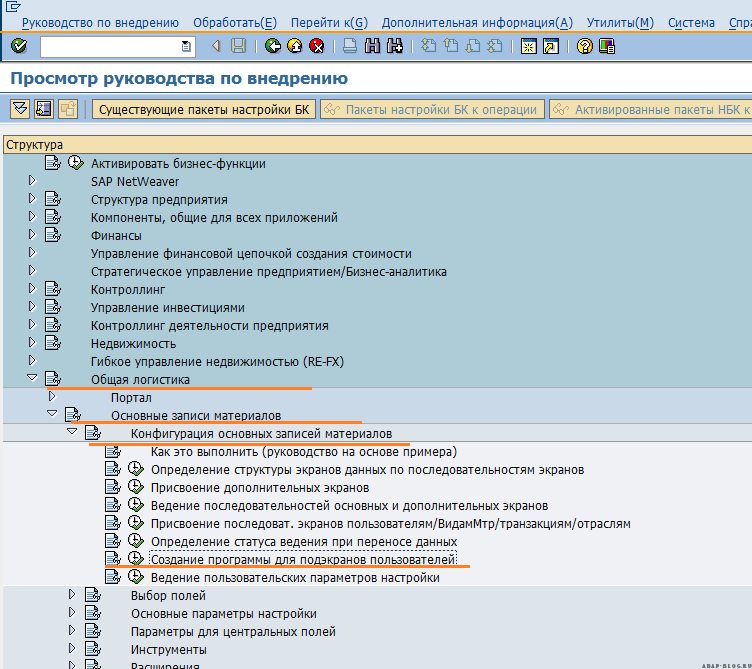 Руководство по внедрению Обработать(E) Перейти к(G) Дополнительная информация(A) Утилиты(M) Система Спра
Просмотр руководства по внедрению
Существующие пакеты настройки БК Пакеты настройки БК к операции Активированные пакеты НБК к
Структура
Активировать бизнес-функции
SAP NetWeaver
Структура предприятия
Компоненты, общие для всех приложений
Финансы
Управление финансовой цепочкой создания стоимости
Стратегическое управление предприятием/Бизнес-аналитика
Контроллинг
Управление инвестициями
Контроллинг деятельности предприятия
Недвижимость
Гибкое управление недвижимостью (RE-FX)
Общая логистика
Портал
Основные записи материалов
Конфигурация основных записей материалов
Как это выполнить (руководство на основе примера)
Определение структуры экранов данных по последовательностям экранов
Присвоение дополнительных экранов
Ведение последовательностей основных и дополнительных экранов
Присвоение последоват. экранов пользователям/ВидамМтр/транзакциям/отраслям
Определение статуса ведения при переносе данных
Создание программы для подэкранов пользователей
Ведение пользовательских параметров настройки
Выбор полей
Основные параметры настройки
Параметры для центральных полей
Инструменты
Расширения
ABAP-BLOG.RU